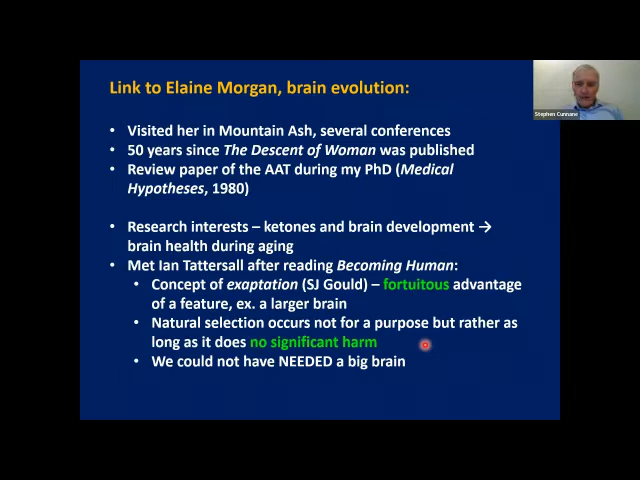 Link to Elaine Morgan, brain evolution:
Stephen Cunnane
• Visited her in Mountain Ash, several conferences
• 50 years since The Descent of Woman was published
• Review paper of the AAT during my PhD (Medical
Hypotheses, 1980)
• Research interests – ketones and brain development →
brain health during aging
• Met Ian Tattersall after reading Becoming Human:
• Concept of exaptation (SJ Gould) – fortuitous advantage
of a feature, ex. a larger brain
• Natural selection occurs not for a purpose but rather as
long as it does no significant harm
• We could not have NEEDED a big brain